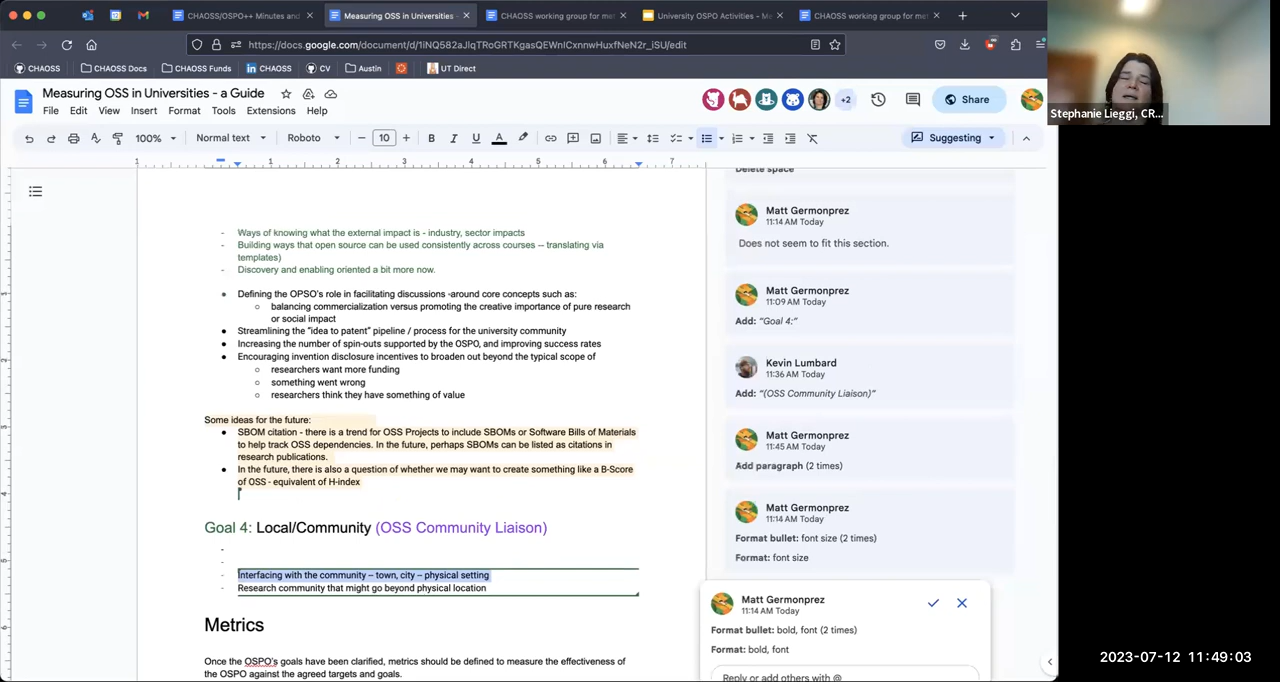 CHAOSS/OSPO++ Minutes and
Measuring OSS in Universities -
CHAOSS working group for met
University OSPO Activities - Me
CHAOSS working group for met
https://docs.google.com/document/d/1iNQ582aJlqTRoGRTKgasQEWnICxnnwHuxfNeN2r_iSU/edit
CHAOSS
CHAOSS Docs
CHAOSS Funds
CHAOSS
CV
Austin
UT Direct
Measuring OSS in Universities - a Guide
File Edit View Insert Format Tools Extensions Help
+2
Share
Stephanie Lieggi, CR...
100%
Normal text
Roboto
10
Suggesting
1 1 2 3 4 5 6 7
Delete space
- Ways of knowing what the external impact is - industry, sector impacts
- Building ways that open source can be used consistently across courses -- translating via
templates)
- Discovery and enabling oriented a bit more now.
● Defining the OPSO's role in facilitating discussions -around core concepts such as:
○ balancing commercialization versus promoting the creative importance of pure research
or social impact
● Streamlining the "idea to patent" pipeline / process for the university community
● Increasing the number of spin-outs supported by the OSPO, and improving success rates
● Encouraging invention disclosure incentives to broaden out beyond the typical scope of
○ researchers want more funding
○ something went wrong
○ researchers think they have something of value
Some ideas for the future:
● SBOM citation - there is a trend for OSS Projects to include SBOMs or Software Bills of Materials
to help track OSS dependencies. In the future, perhaps SBOMs can be listed as citations in
research publications.
● In the future, there is also a question of whether we may want to create something like a B-Score
of OSS - equivalent of H-index
Goal 4: Local/Community (OSS Community Liaison)
-
-
- Interfacing with the community – town, city – physical setting
- Research community that might go beyond physical location
Metrics
Once the OSPO's goals have been clarified, metrics should be defined to measure the effectiveness of
the OSPO against the agreed targets and goals.
Matt Germonprez
11:14 AM Today
Does not seem to fit this section.
Matt Germonprez
11:09 AM Today
Add: "Goal 4:"
Kevin Lumbard
11:36 AM Today
Add: "(OSS Community Liaison)"
Matt Germonprez
11:45 AM Today
Add paragraph (2 times)
Matt Germonprez
11:14 AM Today
Format bullet: font size (2 times)
Format: font size
Matt Germonprez
11:14 AM Today
Format bullet: bold, font (2 times)
Format: bold, font
Reply or add others with @
2023-07-12 11:49:03